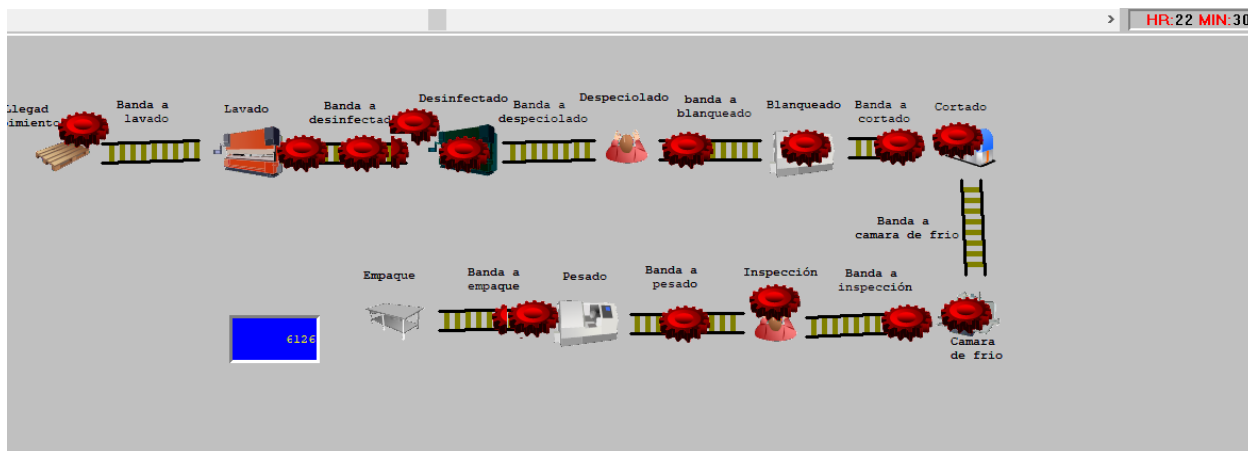 HR:22 MIN:30
Llegad
Banda a
lavado
Lavado
Banda a
desinfectad
Desinfectado
Banda a
despeciolado
Despeciolado
banda a
blanqueado
Blanqueado
Banda a
cortado
Cortado
Banda a
camara de frio
Empaque
Banda a
empaque
Pesado
Banda a
pesado
Inspección
Banda a
inspección
6126
Camara
de frio